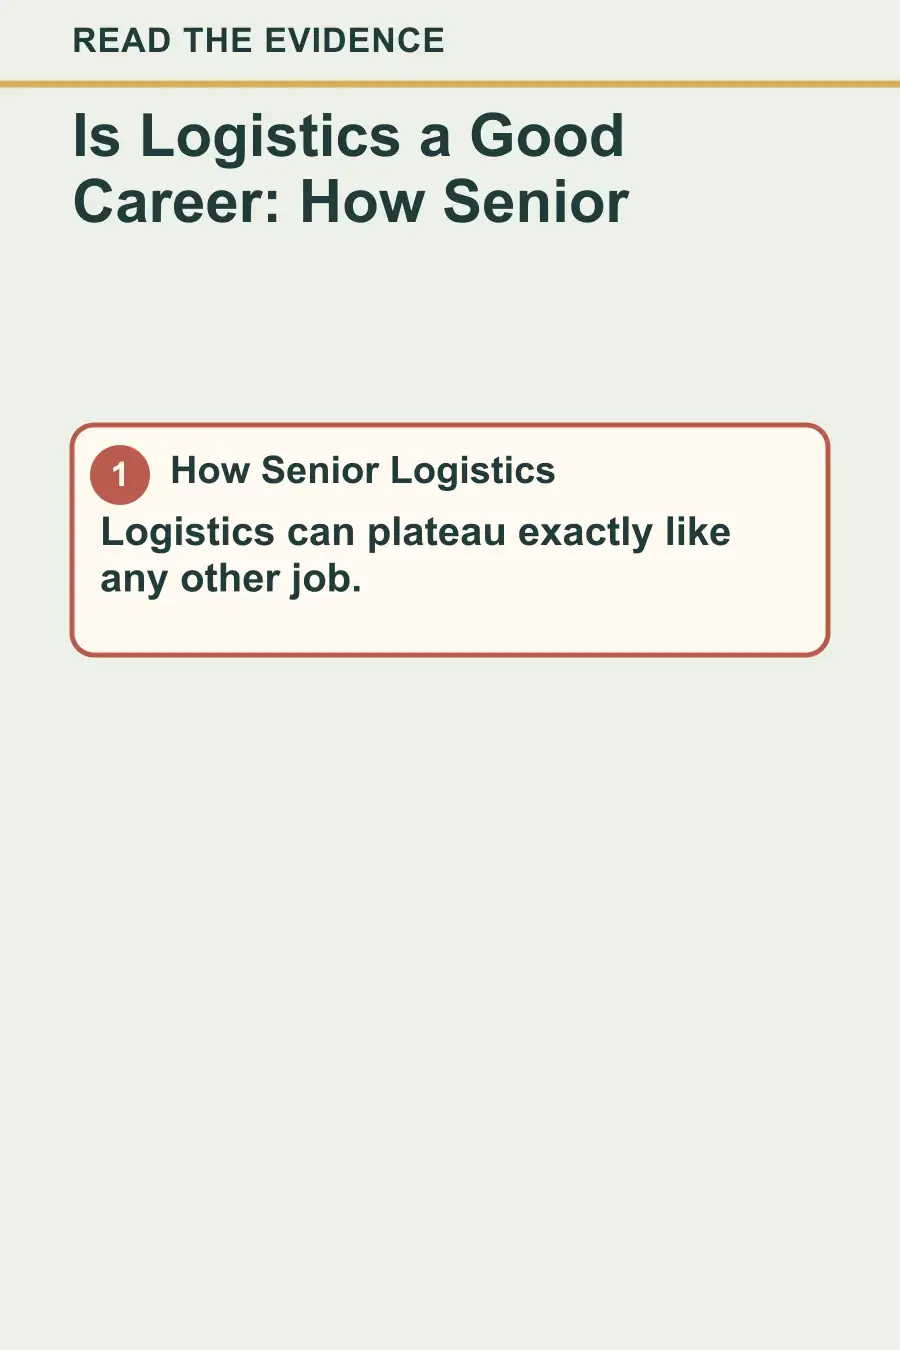 READ THE EVIDENCE
Is Logistics a Good
Career: How Senior
1 How Senior Logistics
Logistics can plateau exactly like
any other job.